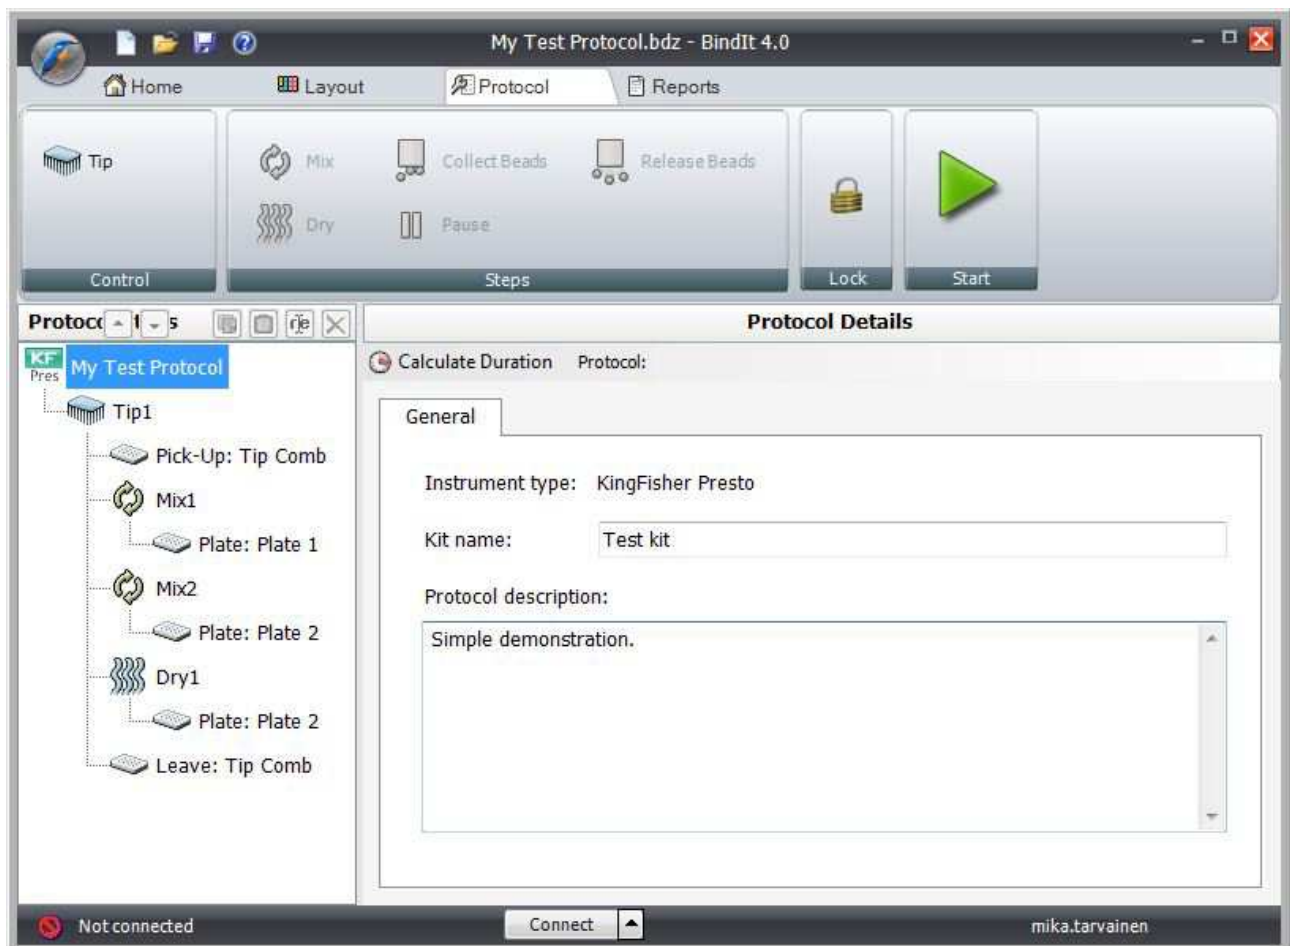 My Test Protocol.bdz - BindIt 4.0
Home Layout Protocol Reports
Tip
Mix Collect Beads Release Beads
Dry Pause
Control Steps Lock Start
Protocol Details
Calculate Duration Protocol:
KF
Pres
My Test Protocol
Tip1
Pick-Up: Tip Comb
Mix1
Plate: Plate 1
Mix2
Plate: Plate 2
Dry1
Plate: Plate 2
Leave: Tip Comb
General
Instrument type: KingFisher Presto
Kit name: Test kit
Protocol description:
Simple demonstration.
Not connected Connect mika.tarvainen